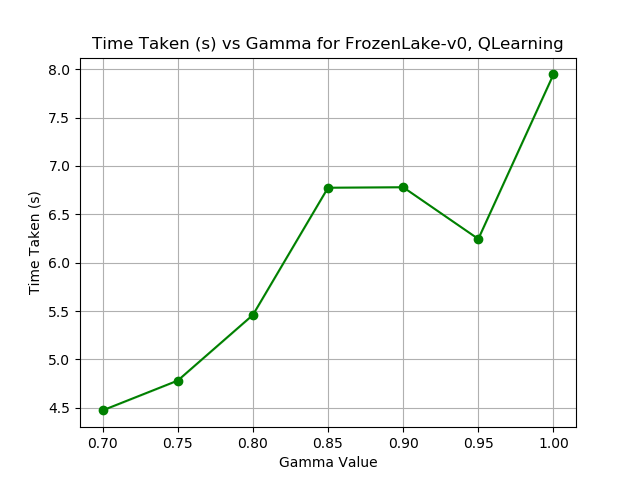 Time Taken (s) vs Gamma for FrozenLake-v0, QLearning
8.0
7.5
7.0
6.5
6.0
5.5
5.0
4.5
Time Taken (s)
0.70 0.75 0.80 0.85 0.90 0.95 1.00
Gamma Value